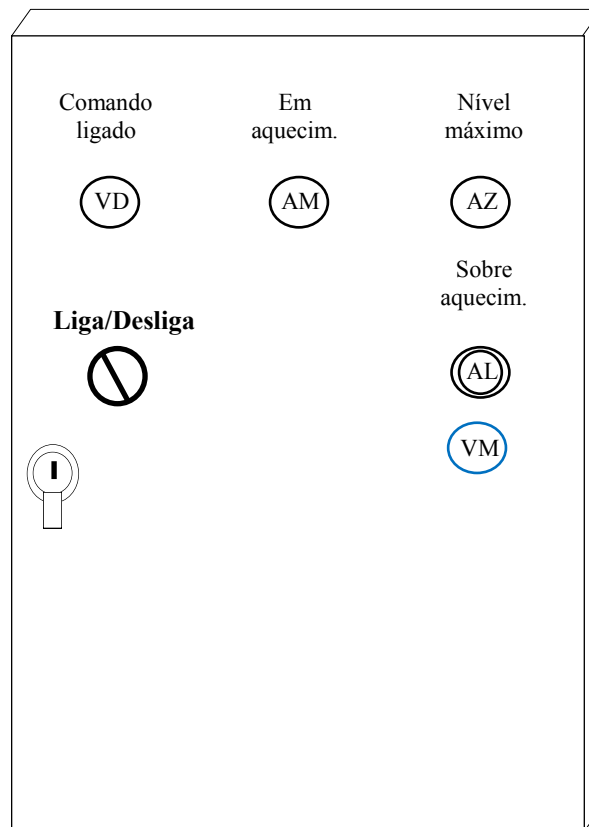 Comando
ligado
Em
aquecim.
Nível
máximo
VD
AM
AZ
Sobre
aquecim.
Liga/Desliga
AL
VM